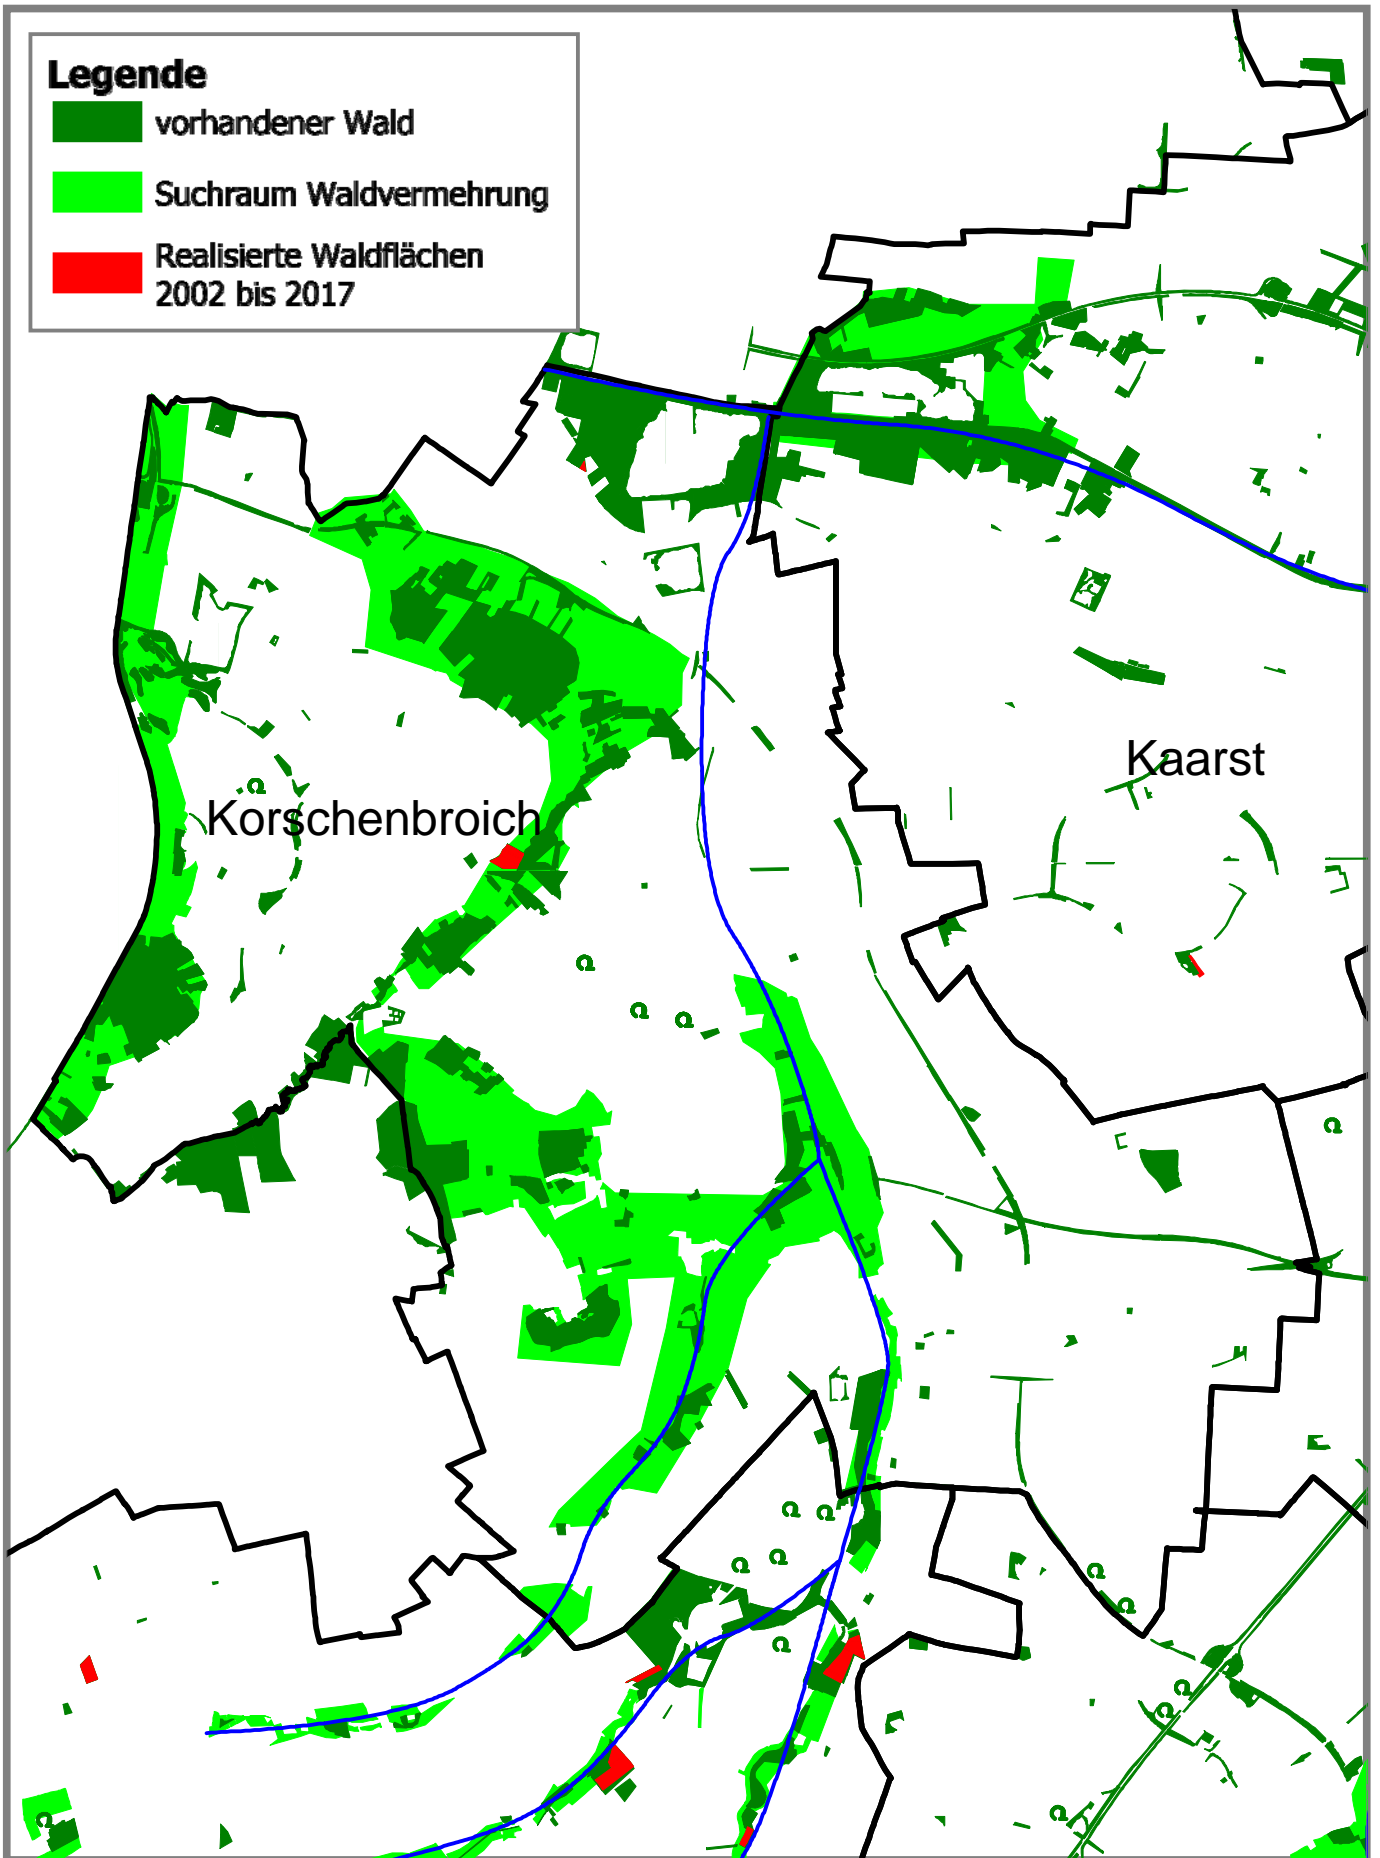 Legende
vorhandener Wald
Suchraum Waldvermehrung
Realisierte Waldflächen
2002 bis 2017
Kaarst
Korschenbroich